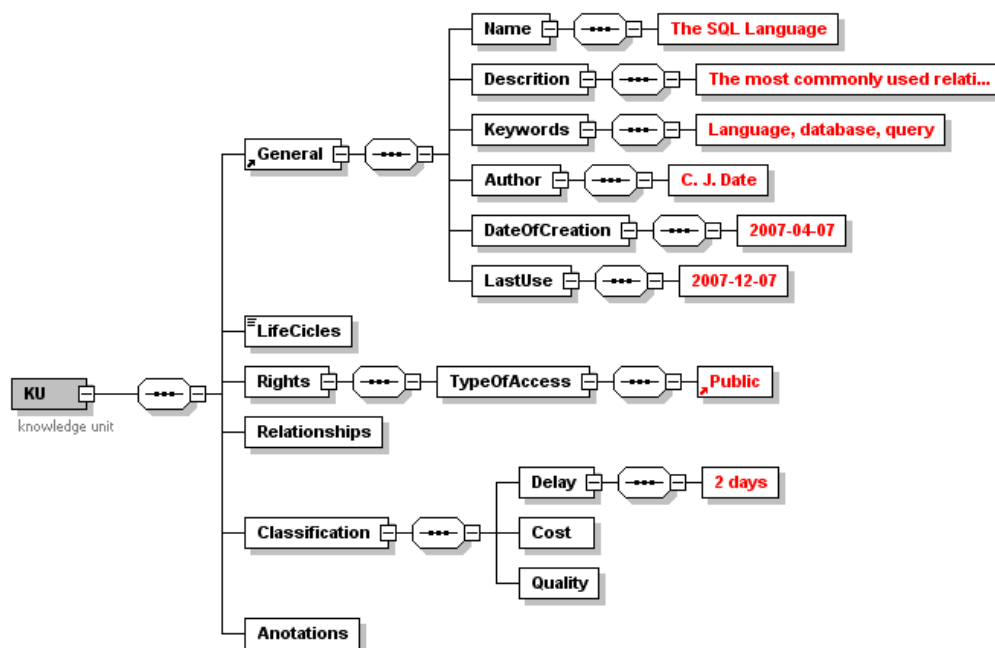 Name
The SQL Language
Descrition
The most commonly used relati...
Keywords
Language, database, query
General
Author
C. J. Date
DateOfCreation
2007-04-07
LastUse
2007-12-07
LifeCicles
Rights
TypeOfAccess
Public
KU
knowledge unit
Relationships
Delay
2 days
Classification
Cost
Quality
Anotations